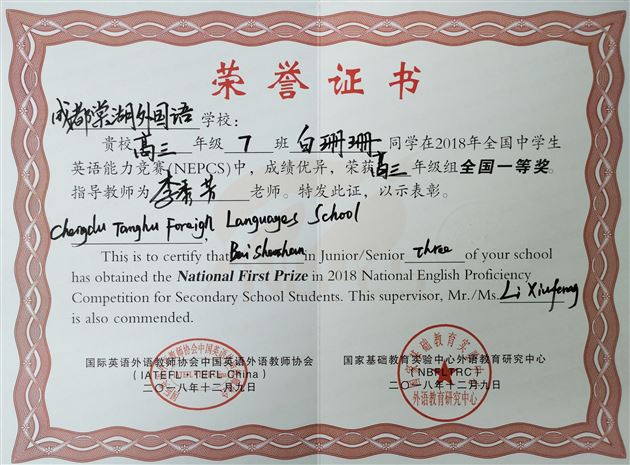 荣誉证书
成都棠湖外国语学校：
贵校高三年级7班白珊珊同学在2018年全国中学生
英语能力竞赛(NEPCS)中，成绩优异，荣获高三年级组全国一等奖。
指导教师为李秀芳老师。特发此证，以示表彰。
Chengdu Tanghu Foreign Languages School
This is to certify that Bai Shanshan in Junior/Senior three of your school
has obtained the National First Prize in 2018 National English Proficiency
Competition for Secondary School Students. This supervisor, Mr./Ms. Li Xiufang
is also commended.
国际英语外语教师协会中国英语外语教师协会
(IATEFL-TEFL China)
二〇一八年十二月九日
国家基础教育实验中心外语教育研究中心
(NBFLTRC)
二〇一八年十二月九日
外语教育研究中心